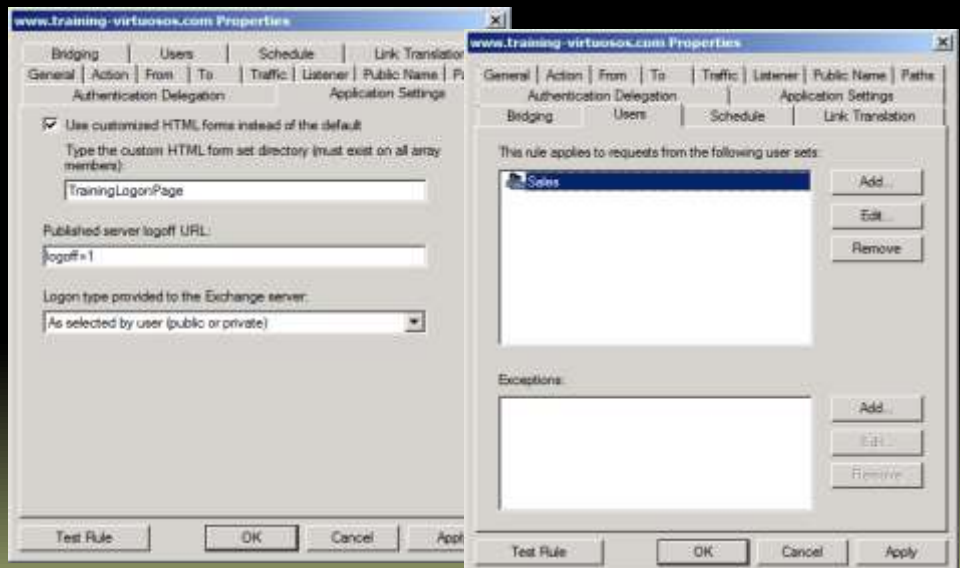 www.training-virtuosos.com Properties
Bridging Users Schedule Link Translation
General Action From To Traffic Listener Public Name
Authentication Delegation Application Settings
Use customized HTML forms instead of the default
Type the custom HTML form set directory (must exist on all array
members):
TrainingLogonPage
Published server logoff URL:
logoff=1
Logon type provided to the Exchange server:
As selected by user (public or private)
Test Rule OK Cancel
www.training-virtuosos.com Properties
General Action From To Traffic Listener Public Name Paths
Authentication Delegation Application Settings
Bridging Users Schedule Link Translation
This rule applies to requests from the following user sets:
Sales
Add...
Edit...
Remove
Exceptions:
Add...
Edit...
Remove
Test Rule OK Cancel Apply